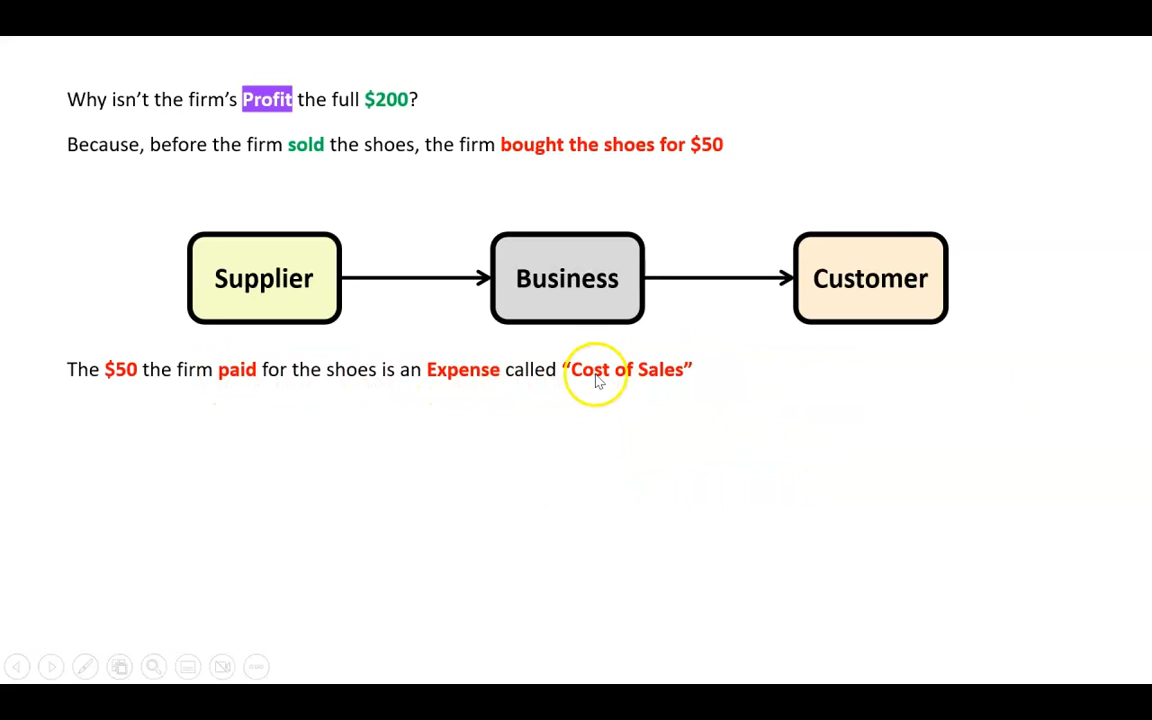 Why isn’t the firm’s Profit the full $200?
Because, before the firm sold the shoes, the firm bought the shoes for $50
Supplier
Business
Customer
The $50 the firm paid for the shoes is an Expense called “Cost of Sales”